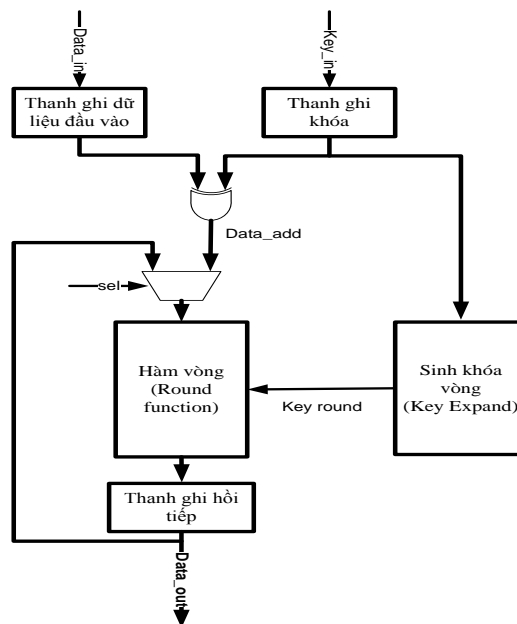 Data_in
Key_in
Thanh ghi dữ
liệu đầu vào
Thanh ghi
khóa
Data_add
sel
Hàm vòng
(Round
function)
Key round
Sinh khóa
vòng
(Key Expand)
Thanh ghi hồi
tiếp
Data_out